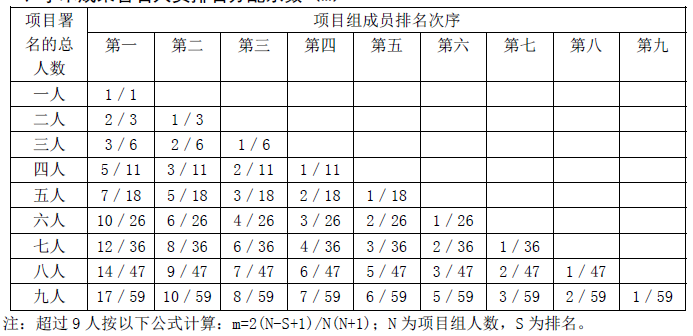 项目署名的总人数 项目组成员排名次序
第一 第二 第三 第四 第五 第六 第七 第八 第九
一人 1 / 1
二人 2 / 3 1 / 3
三人 3 / 6 2 / 6 1 / 6
四人 5 / 11 3 / 11 2 / 11 1 / 11
五人 7 / 18 5 / 18 3 / 18 2 / 18 1 / 18
六人 10 / 26 6 / 26 4 / 26 3 / 26 2 / 26 1 / 26
七人 12 / 36 8 / 36 6 / 36 4 / 36 3 / 36 2 / 36 1 / 36
八人 14 / 47 9 / 47 7 / 47 6 / 47 5 / 47 3 / 47 2 / 47 1 / 47
九人 17 / 59 10 / 59 8 / 59 7 / 59 6 / 59 5 / 59 3 / 59 2 / 59 1 / 59
注：超过 9 人按以下公式计算：m=2(N-S+1)/N(N+1)；N 为项目组人数，S 为排名。